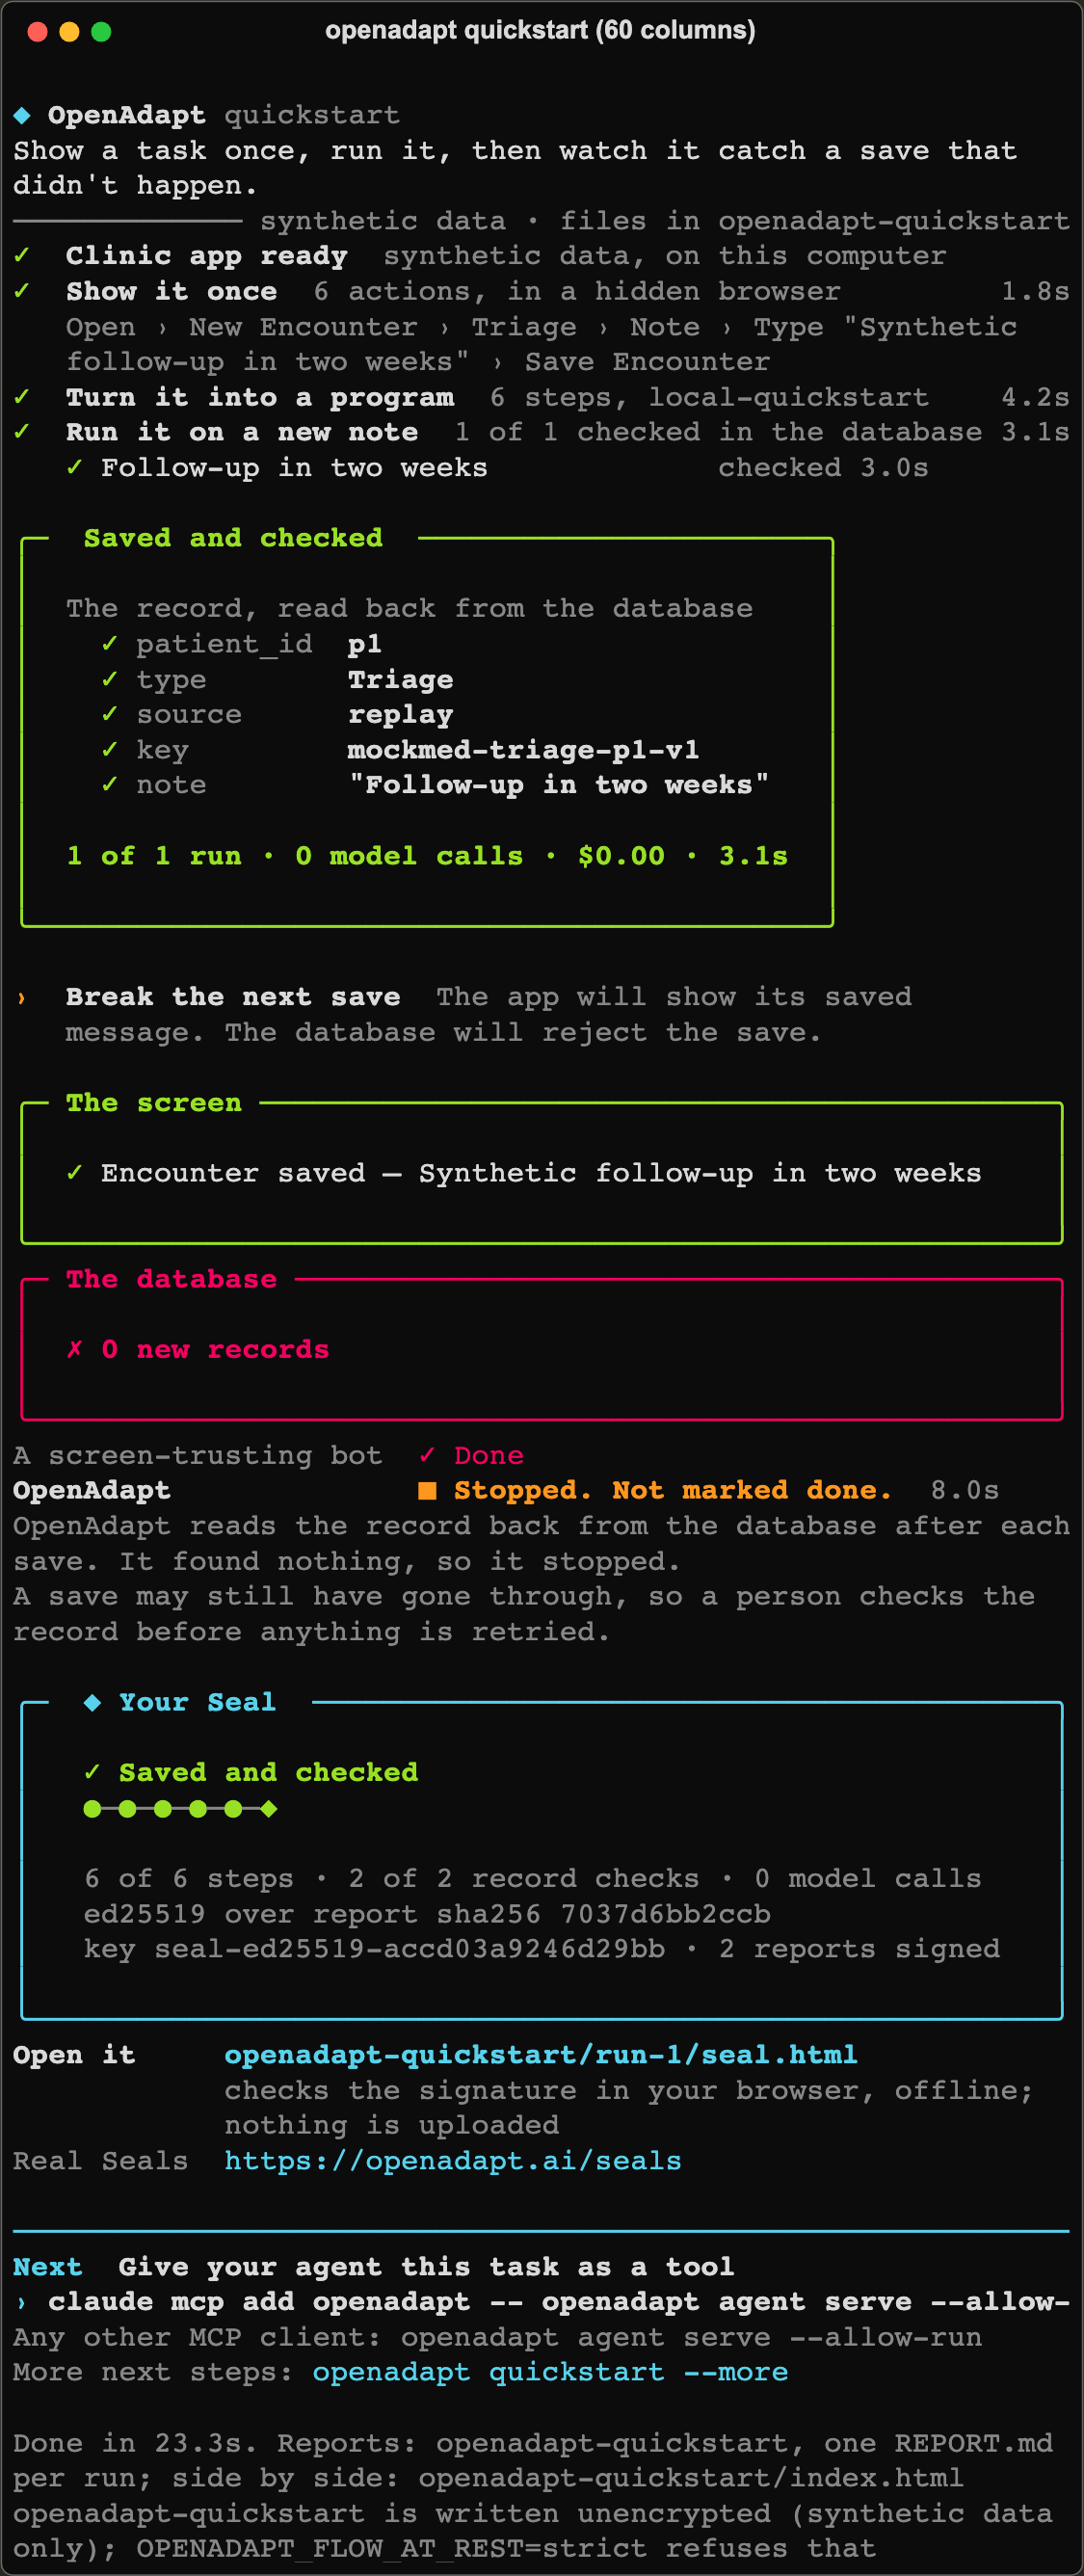 openadapt quickstart (60 columns)
◆ OpenAdapt quickstart
Show a task once, run it, then watch it catch a save that
didn't happen.
synthetic data · files in openadapt-quickstart
✓ Clinic app ready synthetic data, on this computer
✓ Show it once 6 actions, in a hidden browser 1.8s
Open › New Encounter › Triage › Note › Type "Synthetic
follow-up in two weeks" › Save Encounter
✓ Turn it into a program 6 steps, local-quickstart 4.2s
✓ Run it on a new note 1 of 1 checked in the database 3.1s
✓ Follow-up in two weeks checked 3.0s
Saved and checked
The record, read back from the database
✓ patient_id p1
✓ type Triage
✓ source replay
✓ key mockmed-triage-p1-v1
✓ note "Follow-up in two weeks"
1 of 1 run · 0 model calls · $0.00 · 3.1s
› Break the next save The app will show its saved
message. The database will reject the save.
The screen
✓ Encounter saved — Synthetic follow-up in two weeks
The database
✗ 0 new records
A screen-trusting bot ✓ Done
OpenAdapt ■ Stopped. Not marked done. 8.0s
OpenAdapt reads the record back from the database after each
save. It found nothing, so it stopped.
A save may still have gone through, so a person checks the
record before anything is retried.
◆ Your Seal
✓ Saved and checked
6 of 6 steps · 2 of 2 record checks · 0 model calls
ed25519 over report sha256 7037d6bb2ccb
key seal-ed25519-accd03a9246d29bb · 2 reports signed
Open it openadapt-quickstart/run-1/seal.html
checks the signature in your browser, offline;
nothing is uploaded
Real Seals https://openadapt.ai/seals
Next Give your agent this task as a tool
› claude mcp add openadapt -- openadapt agent serve --allow-
Any other MCP client: openadapt agent serve --allow-run
More next steps: openadapt quickstart --more
Done in 23.3s. Reports: openadapt-quickstart, one REPORT.md
per run; side by side: openadapt-quickstart/index.html
openadapt-quickstart is written unencrypted (synthetic data
only); OPENADAPT_FLOW_AT_REST=strict refuses that